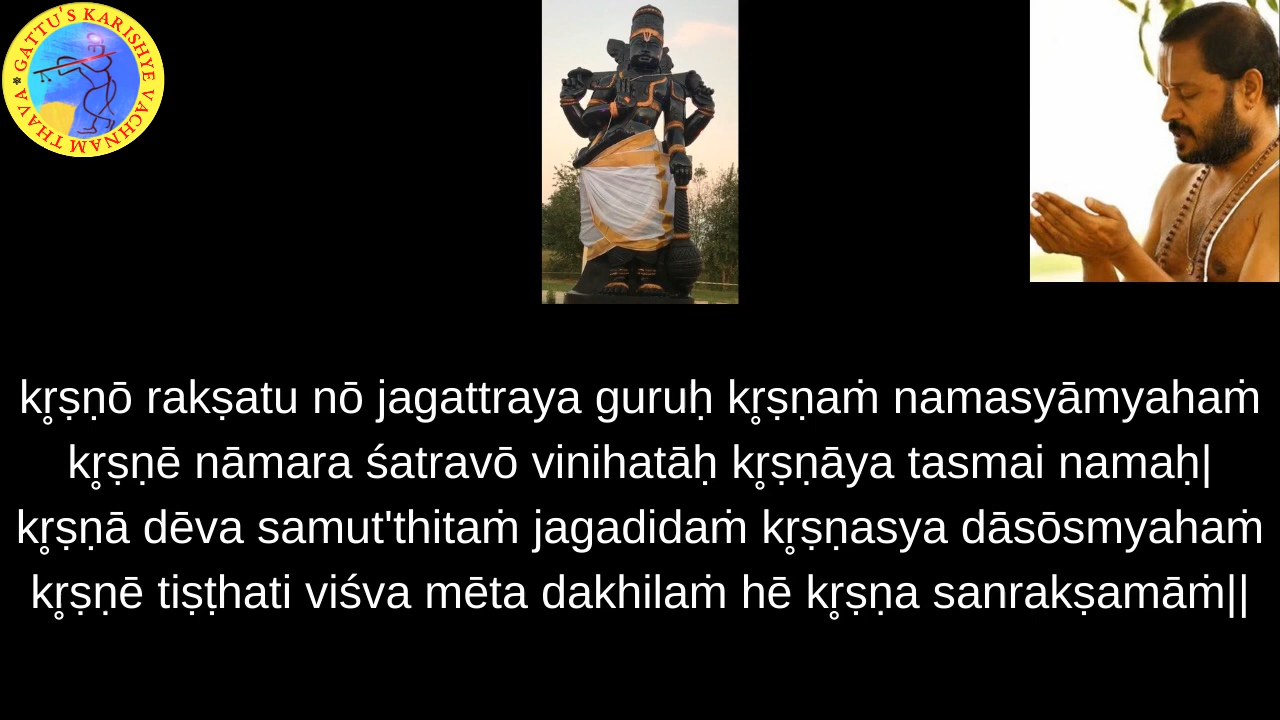 GATTU'S KARISHYE VACHNAM THAVA
kr̥ṣṇō rakṣatu nō jagattraya guruḥ kr̥ṣṇaṁ namasyāmyahaṁ
kr̥ṣṇē nāmara śatravō vinihatāḥ kr̥ṣṇāya tasmai namaḥ|
kr̥ṣṇā dēva samut'thitaṁ jagadidaṁ kr̥ṣṇasya dāsōsmyahaṁ
kr̥ṣṇē tiṣṭhati viśva mēta dakhilaṁ hē kr̥ṣṇa sanrakṣamāṁ||